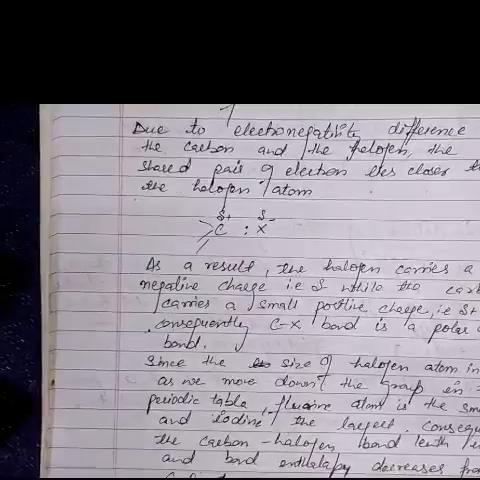 Due to electronegativity difference
the carbon and the halogen, the
shared pair of electron lies closer
the halogen atom
S+ S-
C : X
As a result, the halogen carries a
negative charge i.e S while the
carries a small positive charge, i.e S+
consequently C-X bond is a polar
bond.
Since the size of halogen atom
as we move down the group in
periodic table, fluorine atom is the
and iodine the largest.
the carbon-halogen bond
and bond enthalpy decreases